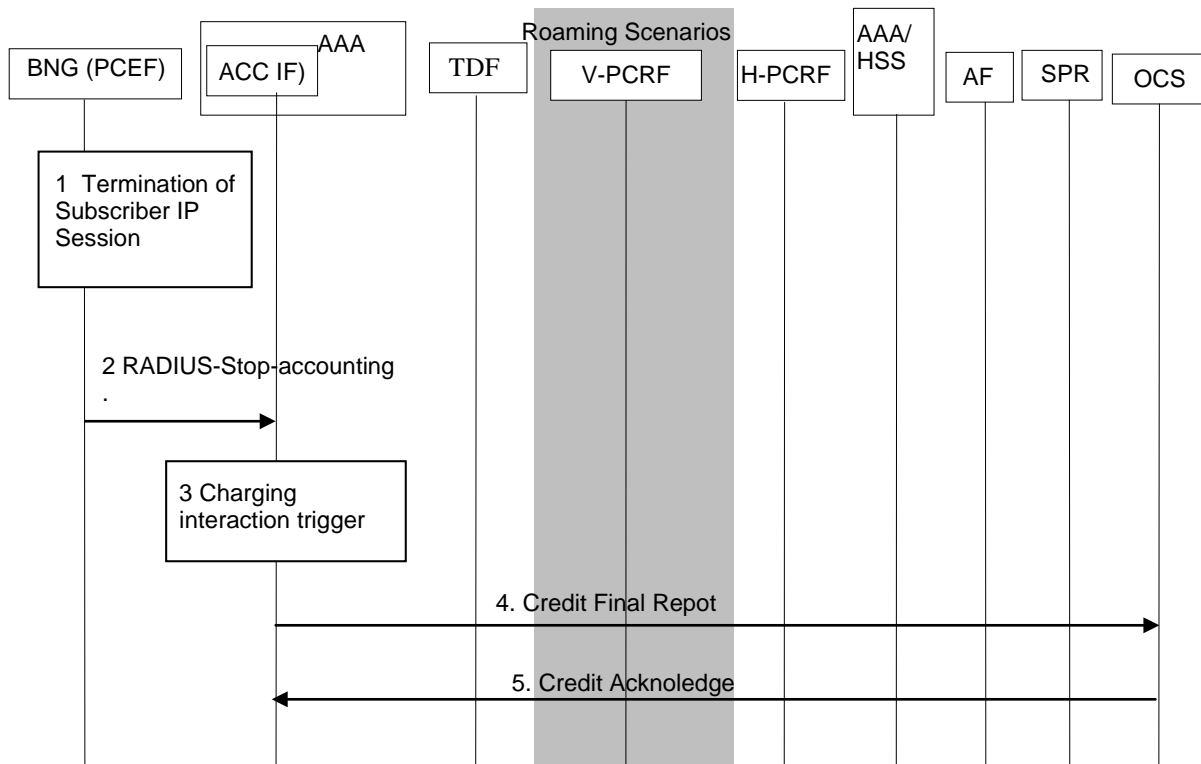 Roaming Scenarios
BNG (PCEF)
AAA
ACC IF)
TDF
V-PCRF
H-PCRF
AAA/
HSS
AF
SPR
OCS
1 Termination of
Subscriber IP
Session
2 RADIUS-Stop-accounting
.
3 Charging
interaction trigger
4. Credit Final Repot
5. Credit Acknoledge